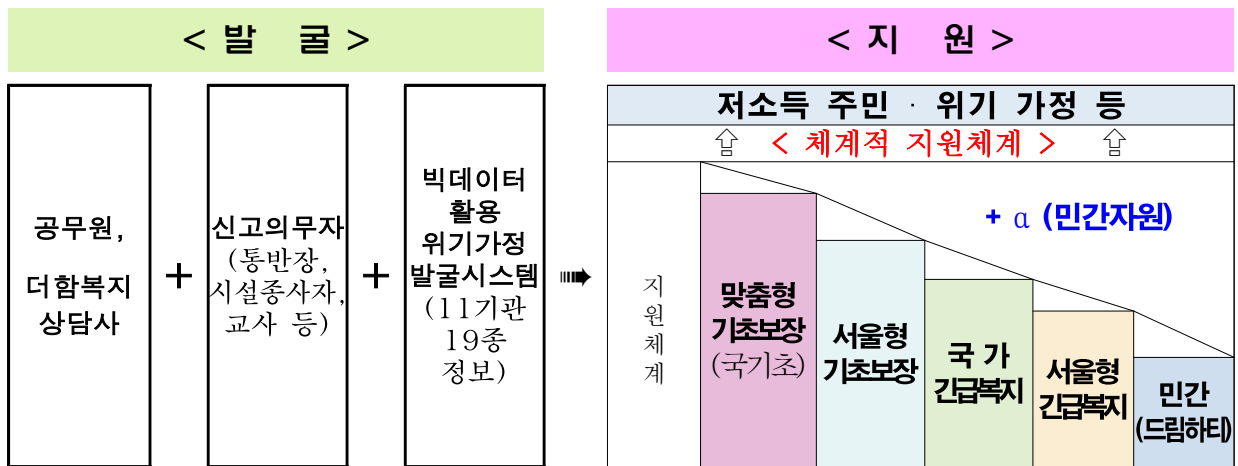 < 발 굴 >
공무원,
더함복지
상담사
+
신고의무자
(통반장,
시설종사자,
교사 등)
+
빅데이터
활용
위기가정
발굴시스템
(11기관
19종
정보)
< 지 원 >
저소득 주민 · 위기 가정 등
< 체계적 지원체계 >
+ α (민간자원)
지
원
체
계
맞춤형
기초보장
(국기초)
서울형
기초보장
국 가
긴급복지
서울형
긴급복지
민간
(드림하티)